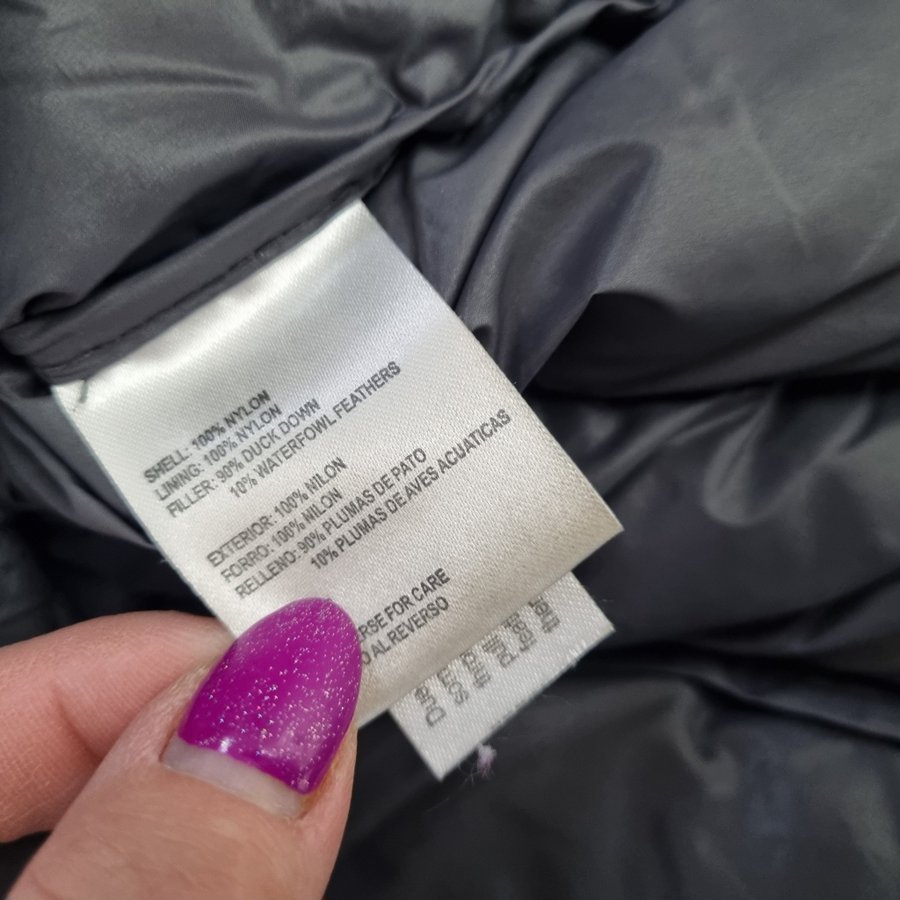 SHELL: 100% NYLON
LINING: 100% NYLON
FILLER: 90% DUCK DOWN
10% WATERFOWL FEATHERS
EXTERIOR: 100% NILON
FORRO: 100% NILON
RELLENO: 90% PLUMAS DE PATO
10% PLUMAS DE AVES ACUATICAS
FOR CARE
AL REVERSO